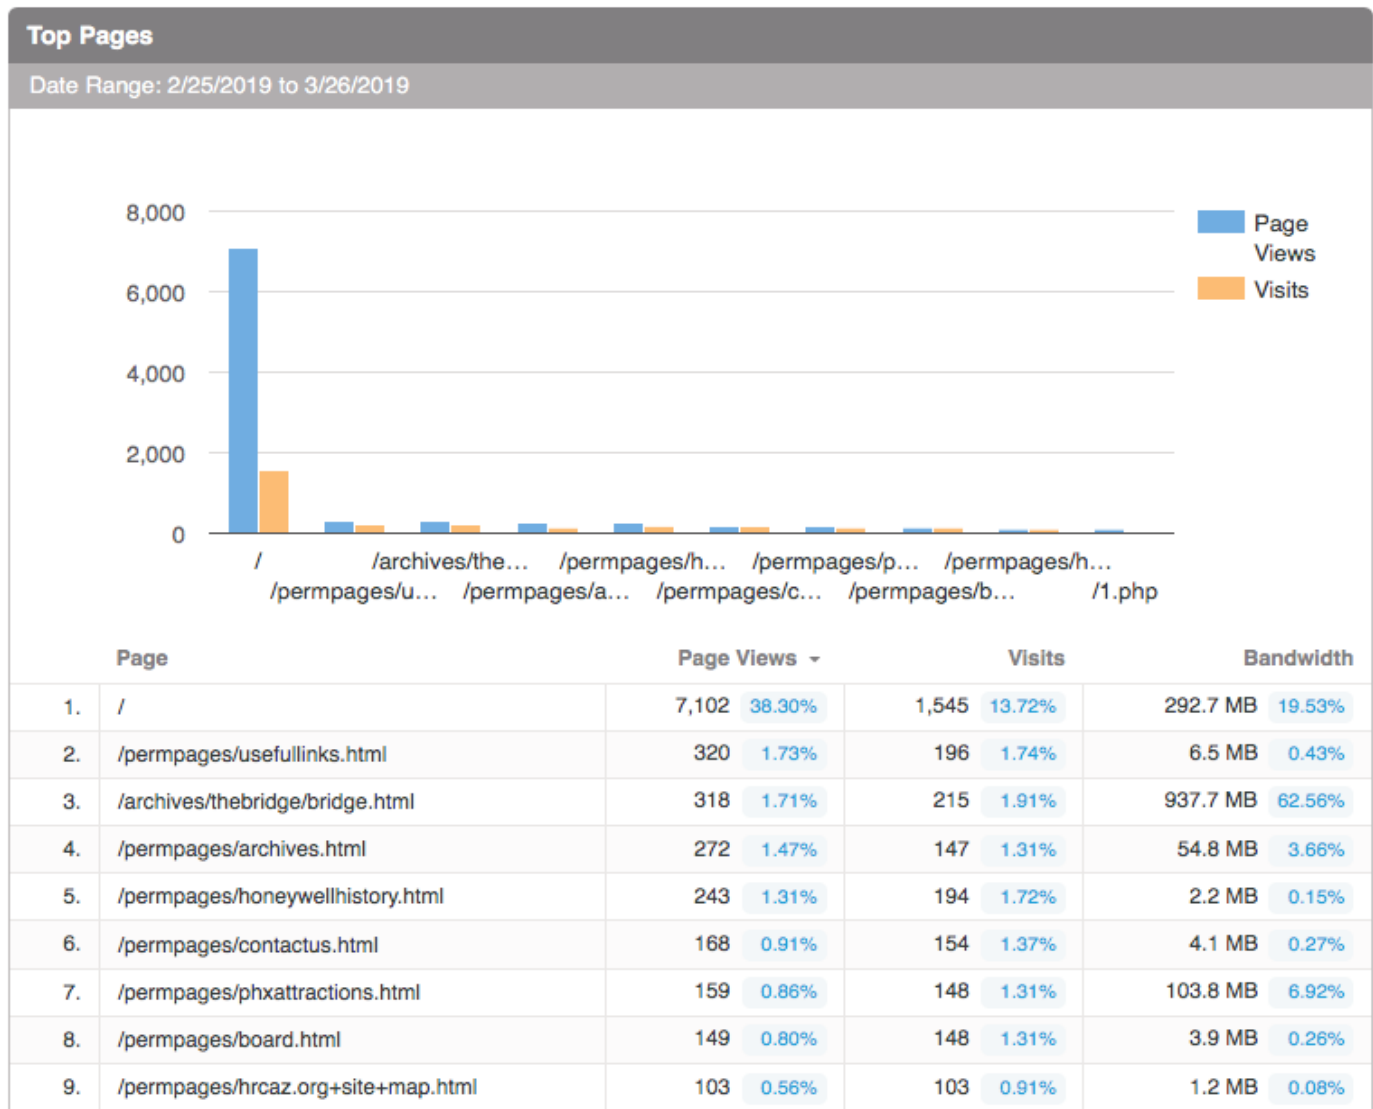 Top Pages
Date Range: 2/25/2019 to 3/26/2019
8,000
6,000
4,000
2,000
0
Page
Views
Visits
/ /archives/the... /permpages/h... /permpages/p... /permpages/h...
/permpages/u... /permpages/a... /permpages/c... /permpages/b... /1.php
Page Page Views Visits Bandwidth
1. / 7,102 38.30% 1,545 13.72% 292.7 MB 19.53%
2. /permpages/usefullinks.html 320 1.73% 196 1.74% 6.5 MB 0.43%
3. /archives/thebridge/bridge.html 318 1.71% 215 1.91% 937.7 MB 62.56%
4. /permpages/archives.html 272 1.47% 147 1.31% 54.8 MB 3.66%
5. /permpages/honeywellhistory.html 243 1.31% 194 1.72% 2.2 MB 0.15%
6. /permpages/contactus.html 168 0.91% 154 1.37% 4.1 MB 0.27%
7. /permpages/phxattractions.html 159 0.86% 148 1.31% 103.8 MB 6.92%
8. /permpages/board.html 149 0.80% 148 1.31% 3.9 MB 0.26%
9. /permpages/hrcaz.org+site+map.html 103 0.56% 103 0.91% 1.2 MB 0.08%